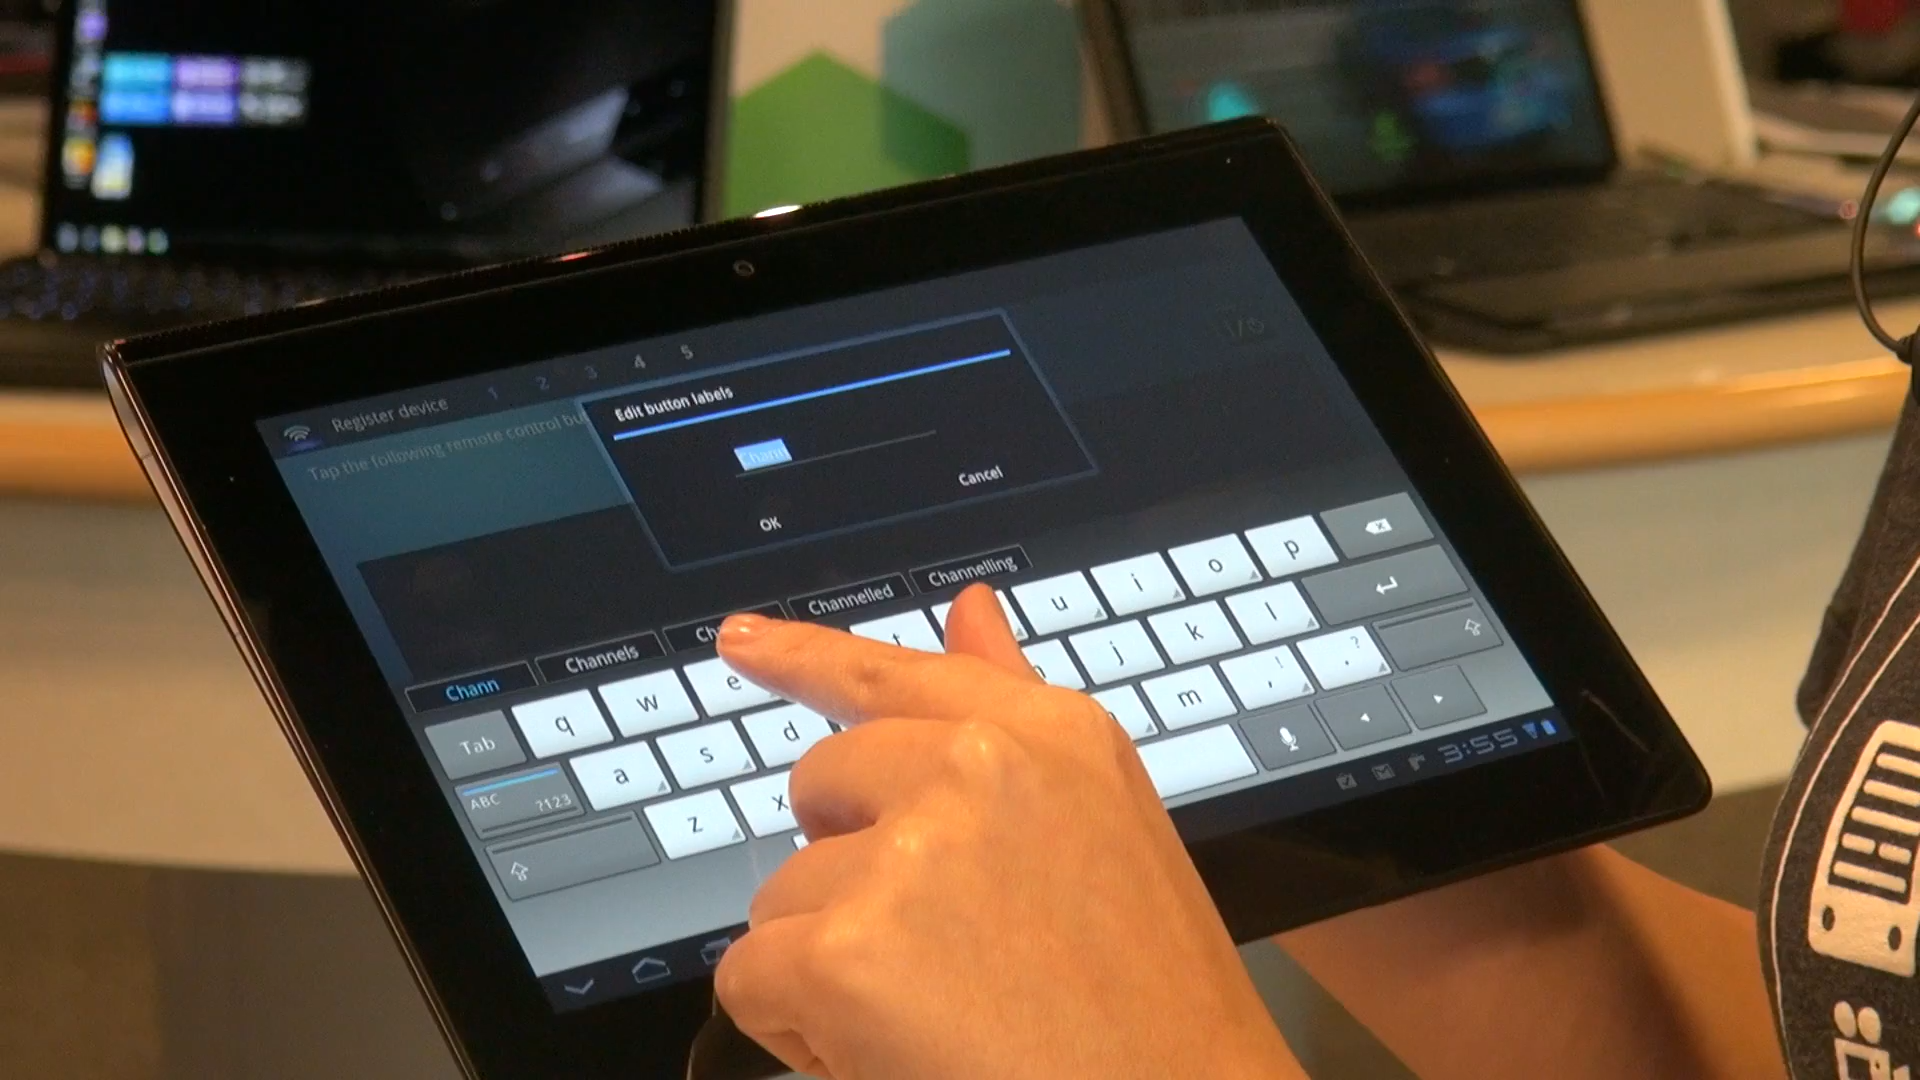 Register device
1 2 3 4 5
Tap the following remote control bu
Edit button labels
Chann
Cancel
OK
Chann Channels Channelled Channelling
Tab q w e t u i o p
ABC ?123 a s d j k l
z x m , ! . ?
3:55